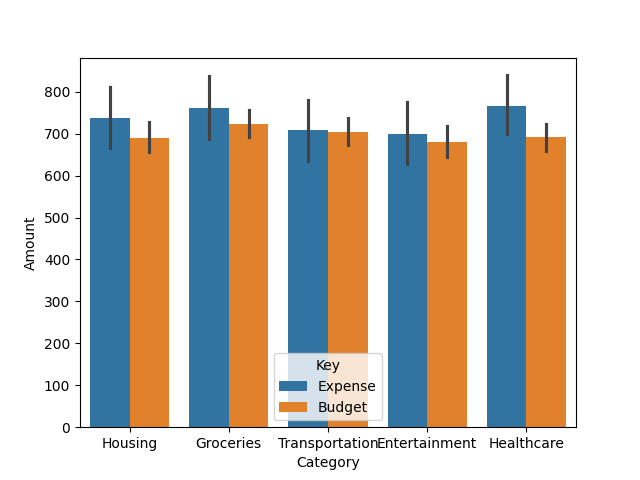 800
700
600
500
400
300
200
100
0
Amount
Key
Expense
Budget
Housing Groceries Transportation Entertainment Healthcare
Category